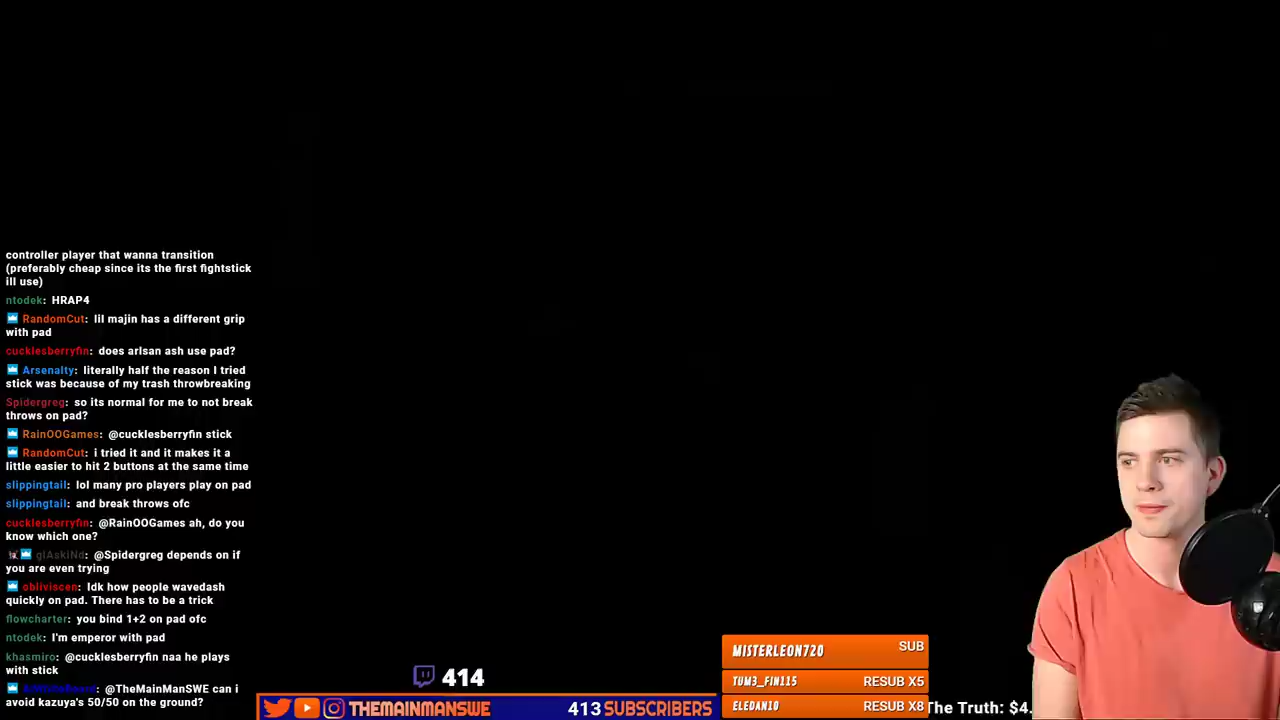 controller player that wanna transition
(preferably cheap since its the first fightstick
ill use)
ntodek: HRAP4
RandomCut: lil majin has a different grip
with pad
cucklesberryfin: does arlsan ash use pad?
Arsenalty: literally half the reason I tried
stick was because of my trash throwbreaking
Spidergreg: so its normal for me to not break
throws on pad?
RainOOGames: @cucklesberryfin stick
RandomCut: i tried it and it makes it a
little easier to hit 2 buttons at the same time
slippingtail: lol many pro players play on pad
slippingtail: and break throws ofc
cucklesberryfin: @RainOOGames ah, do you
know which one?
glAskiNd: @Spidergreg depends on if
you are even trying
obliviscen: Idk how people wavedash
quickly on pad. There has to be a trick
flowcharter: you bind 1+2 on pad ofc
ntodek: I'm emperor with pad
khasmiro: @cucklesberryfin naa he plays
with stick
@TheMainManSWE can i
avoid kazuya's 50/50 on the ground?
414
THEMAINMANSWE 413 SUBSCRIBERS
MISTERLEON720 SUB
TUM3_FIN115 RESUB X5
ELEDAN10 RESUB X8
The Truth: $4.